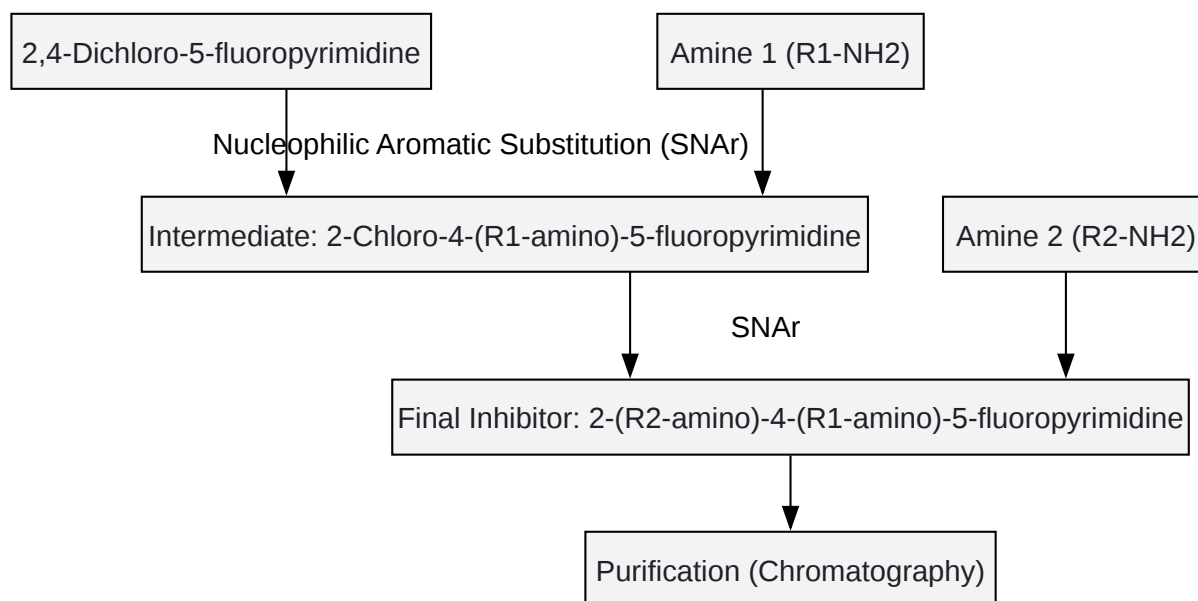 2,4-Dichloro-5-fluoropyrimidine
Amine 1 (R1-NH2)
Nucleophilic Aromatic Substitution (SNAr)
Intermediate: 2-Chloro-4-(R1-amino)-5-fluoropyrimidine
Amine 2 (R2-NH2)
SNAr
Final Inhibitor: 2-(R2-amino)-4-(R1-amino)-5-fluoropyrimidine
Purification (Chromatography)